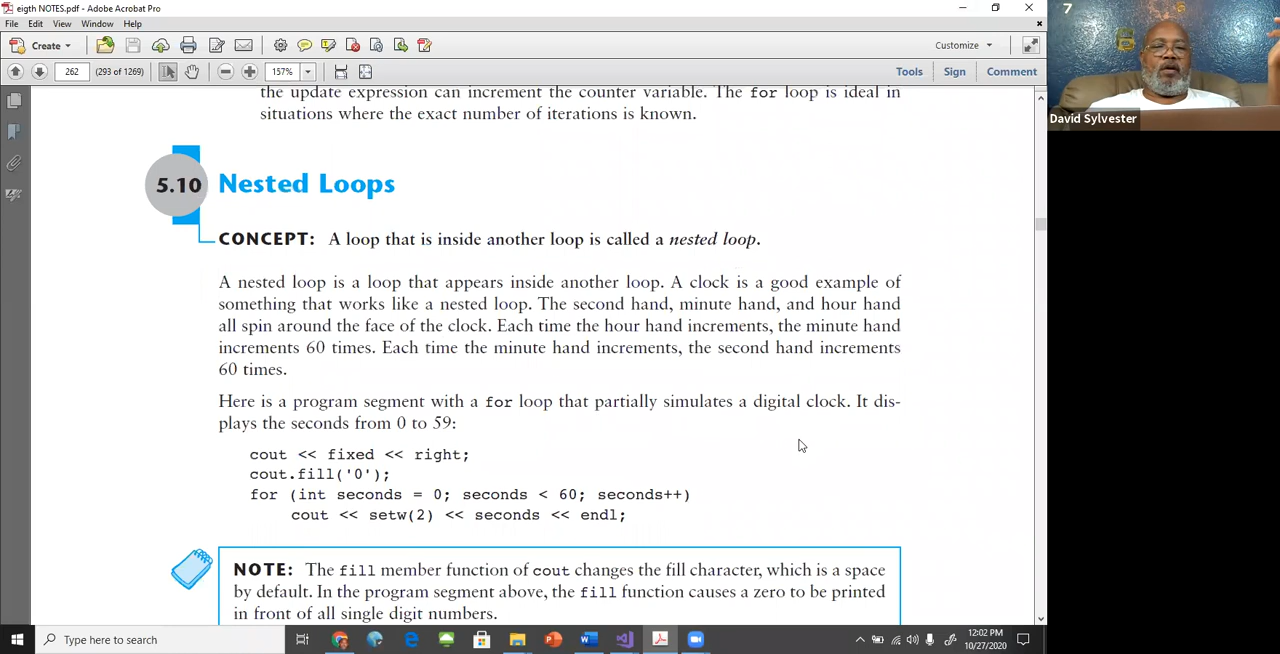 eigth NOTES.pdf - Adobe Acrobat Pro
File Edit View Window Help
Create
Customize
262 (293 of 1269) 157% Tools Sign Comment
the update expression can increment the counter variable. The for loop is ideal in
situations where the exact number of iterations is known.
5.10 Nested Loops
CONCEPT: A loop that is inside another loop is called a nested loop.
A nested loop is a loop that appears inside another loop. A clock is a good example of
something that works like a nested loop. The second hand, minute hand, and hour hand
all spin around the face of the clock. Each time the hour hand increments, the minute hand
increments 60 times. Each time the minute hand increments, the second hand increments
60 times.
Here is a program segment with a for loop that partially simulates a digital clock. It dis-
plays the seconds from 0 to 59:
cout << fixed << right;
cout.fill('0');
for (int seconds = 0; seconds < 60; seconds++)
cout << setw(2) << seconds << endl;
NOTE: The fill member function of cout changes the fill character, which is a space
by default. In the program segment above, the fill function causes a zero to be printed
in front of all single digit numbers.
David Sylvester
Type here to search
12:02 PM
10/27/2020